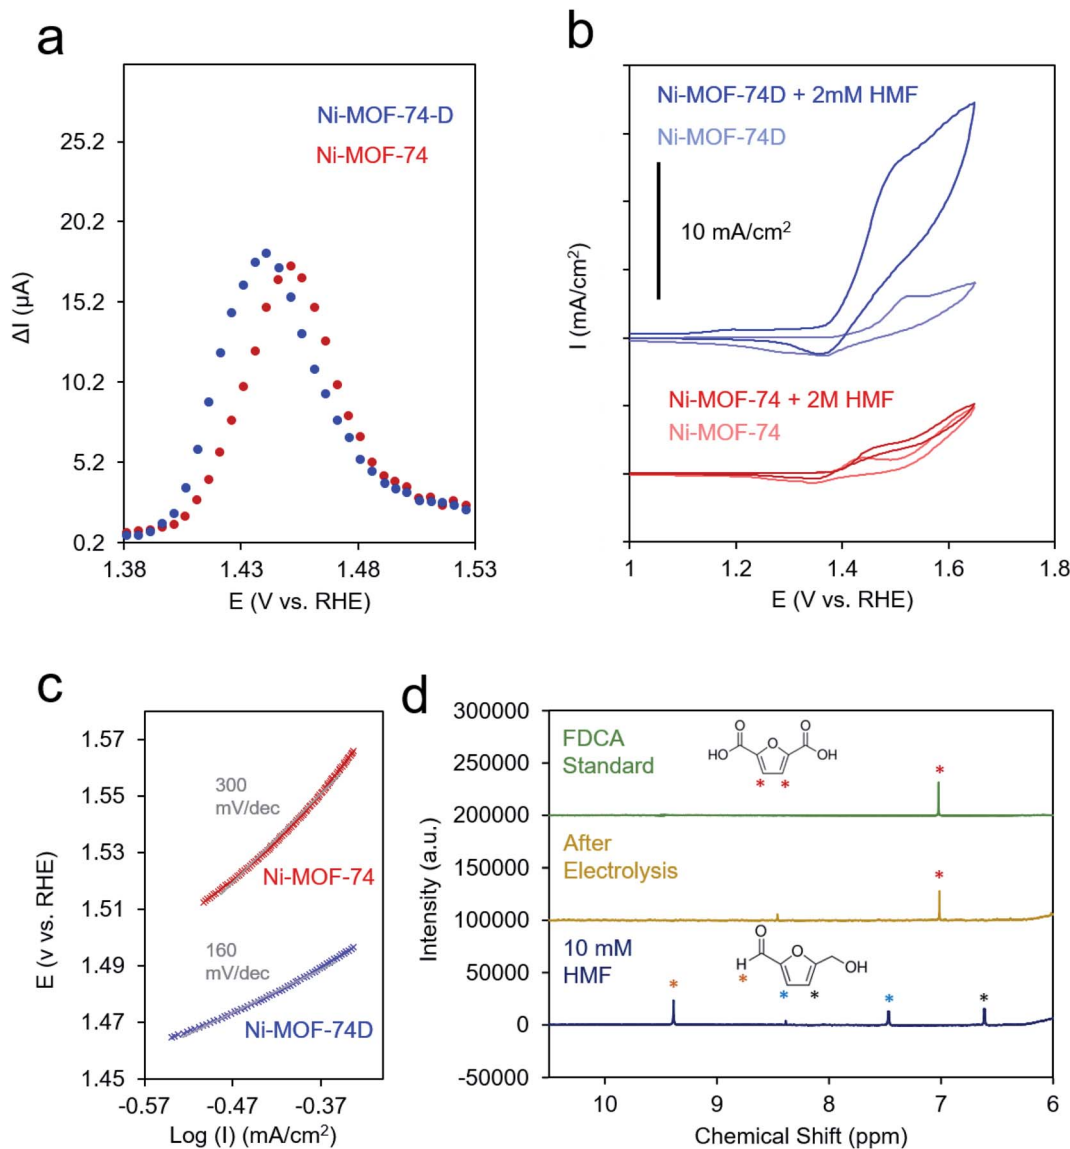 a
Ni-MOF-74-D
Ni-MOF-74
25.2
20.2
15.2
10.2
5.2
0.2
ΔI (μA)
1.38
1.43
1.48
1.53
E (V vs. RHE)
b
Ni-MOF-74D + 2mM HMF
Ni-MOF-74D
10 mA/cm²
I (mA/cm²)
Ni-MOF-74 + 2M HMF
Ni-MOF-74
1
1.2
1.4
1.6
1.8
E (V vs. RHE)
c
1.57
1.55
1.53
1.51
1.49
1.47
1.45
E (v vs. RHE)
300
mV/dec
Ni-MOF-74
160
mV/dec
Ni-MOF-74D
-0.57
-0.47
-0.37
Log (I) (mA/cm²)
d
300000
250000
200000
150000
100000
50000
0
-50000
Intensity (a.u.)
FDCA
Standard
O
O
HO
O
OH
* *
*
After
Electrolysis
*
10 mM
HMF
O
H
O
OH
* * *
* * *
10
9
8
7
6
Chemical Shift (ppm)